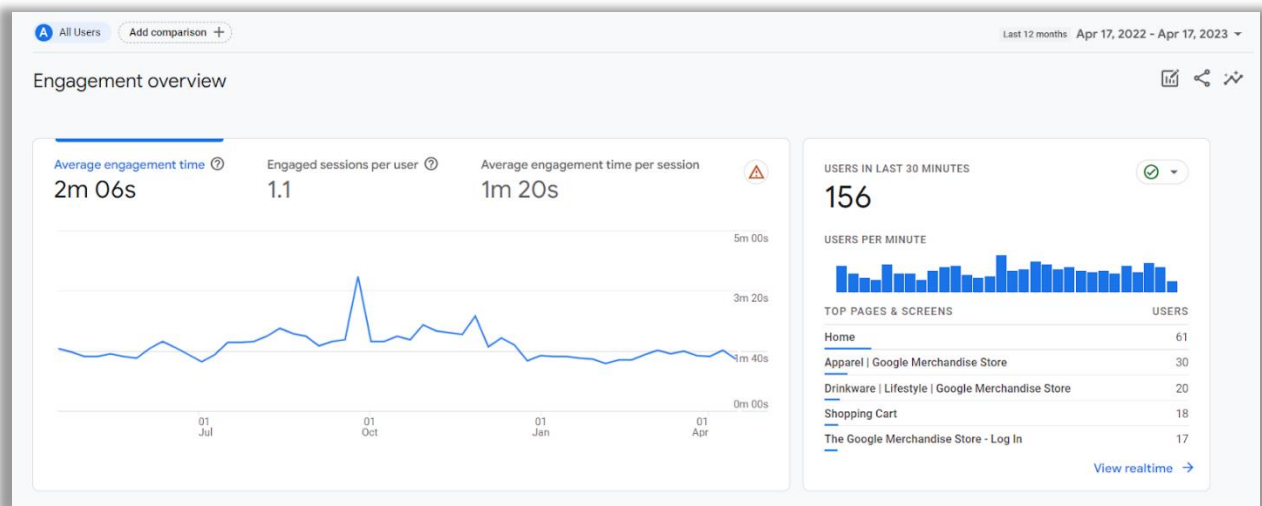 A All Users Add comparison + Last 12 months Apr 17, 2022 - Apr 17, 2023
Engagement overview
Average engagement time
2m 06s
Engaged sessions per user
1.1
Average engagement time per session
1m 20s
5m 00s
3m 20s
1m 40s
0m 00s
01 Jul
01 Oct
01 Jan
01 Apr
USERS IN LAST 30 MINUTES
156
USERS PER MINUTE
TOP PAGES & SCREENS USERS
Home 61
Apparel | Google Merchandise Store 30
Drinkware | Lifestyle | Google Merchandise Store 20
Shopping Cart 18
The Google Merchandise Store - Log In 17
View realtime →